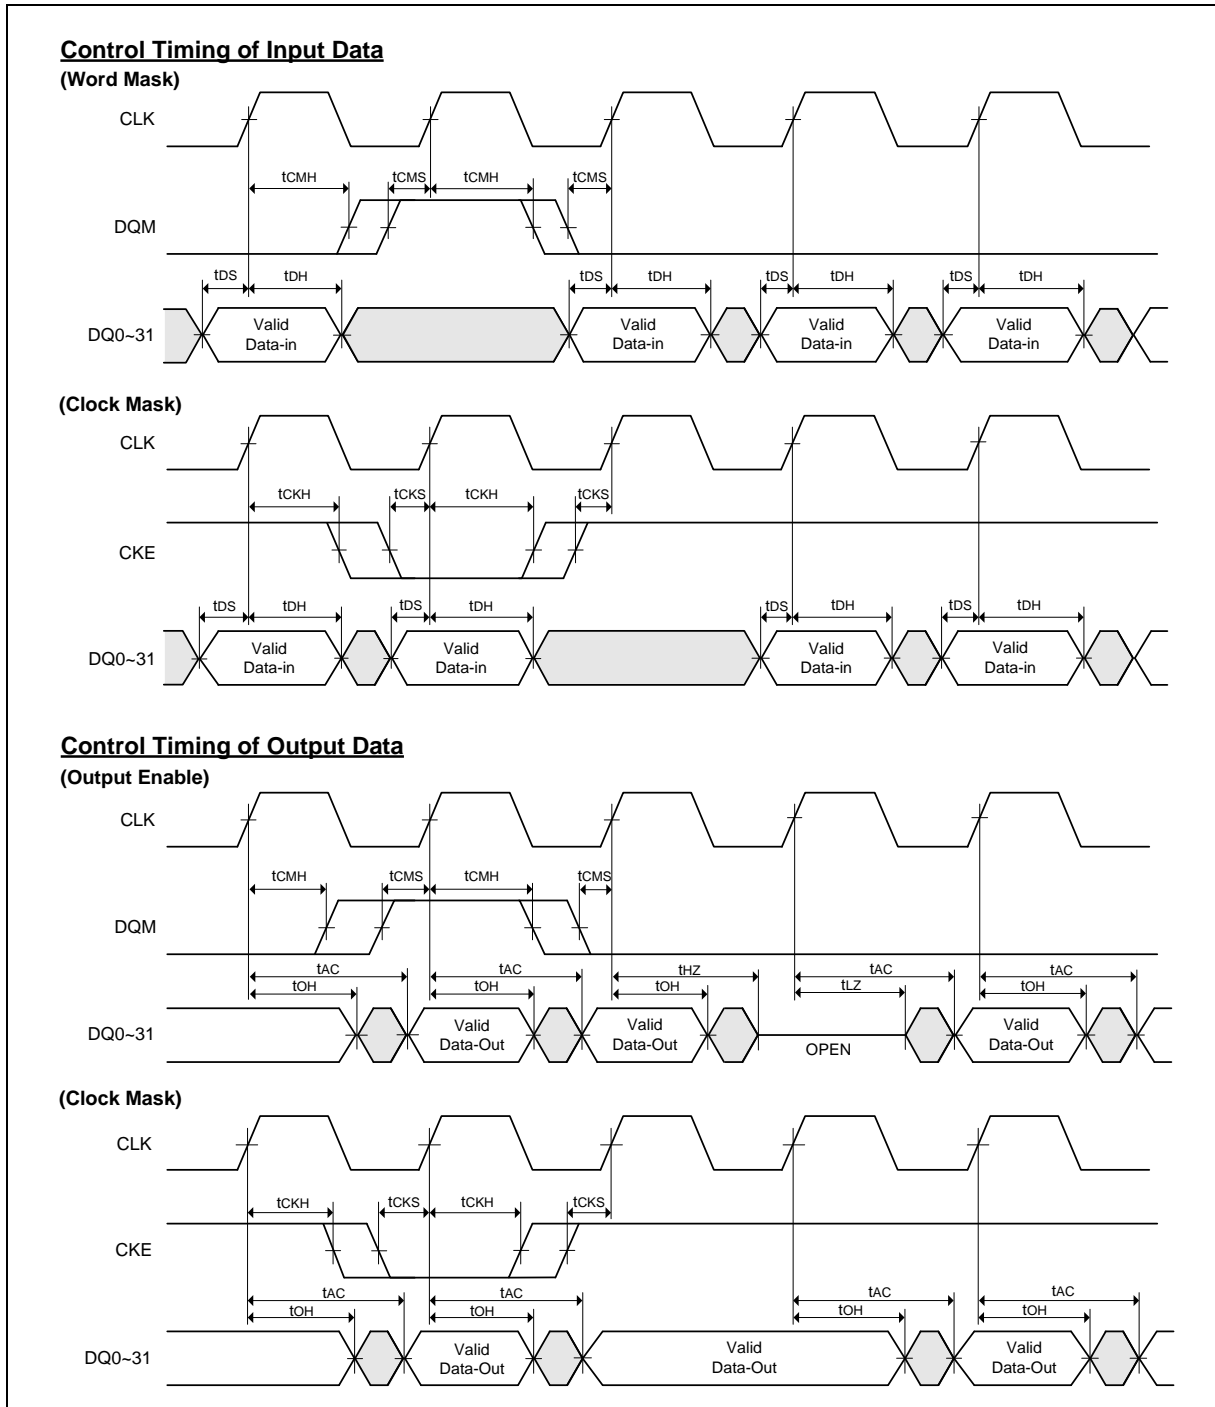 Control Timing of Input Data
(Word Mask)
CLK
tCMH tCMS tCMH tCMS
DQM
tDS tDH tDS tDH tDS tDH tDS tDH
DQ0~31
Valid Data-in
Valid Data-in
Valid Data-in
Valid Data-in
(Clock Mask)
CLK
tCKH tCKS tCKH tCKS
CKE
tDS tDH tDS tDH tDS tDH tDS tDH
DQ0~31
Valid Data-in
Valid Data-in
Valid Data-in
Valid Data-in
Control Timing of Output Data
(Output Enable)
CLK
tCMH tCMS tCMH tCMS
DQM
tAC tAC tHZ tAC tAC
tOH tOH tOH tLZ tOH
DQ0~31
Valid Data-Out
Valid Data-Out
OPEN
Valid Data-Out
(Clock Mask)
CLK
tCKH tCKS tCKH tCKS
CKE
tAC tAC tAC tAC
tOH tOH tOH tOH
DQ0~31
Valid Data-Out
Valid Data-Out
Valid Data-Out